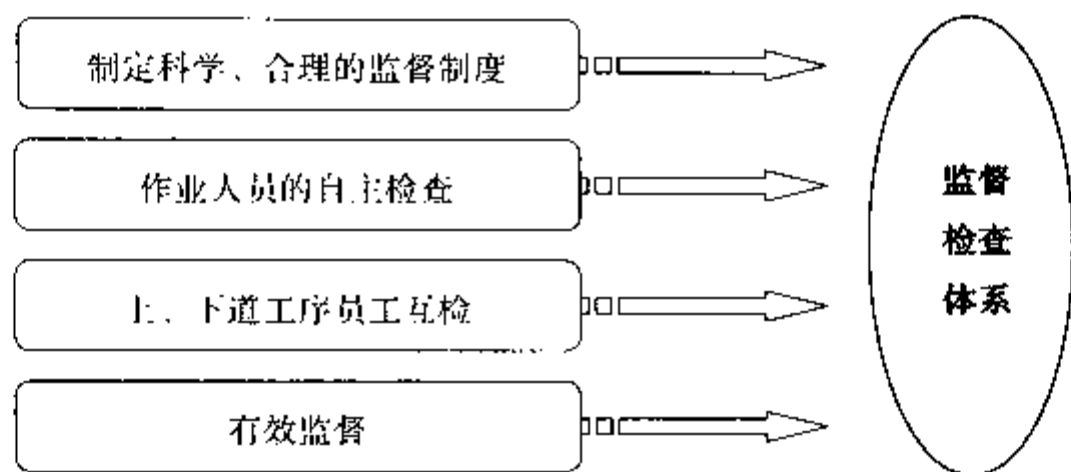 制定科学、合理的监督制度
作业人员的自主检查
上、下道工序员工互检
有效监督
监督
检查
体系